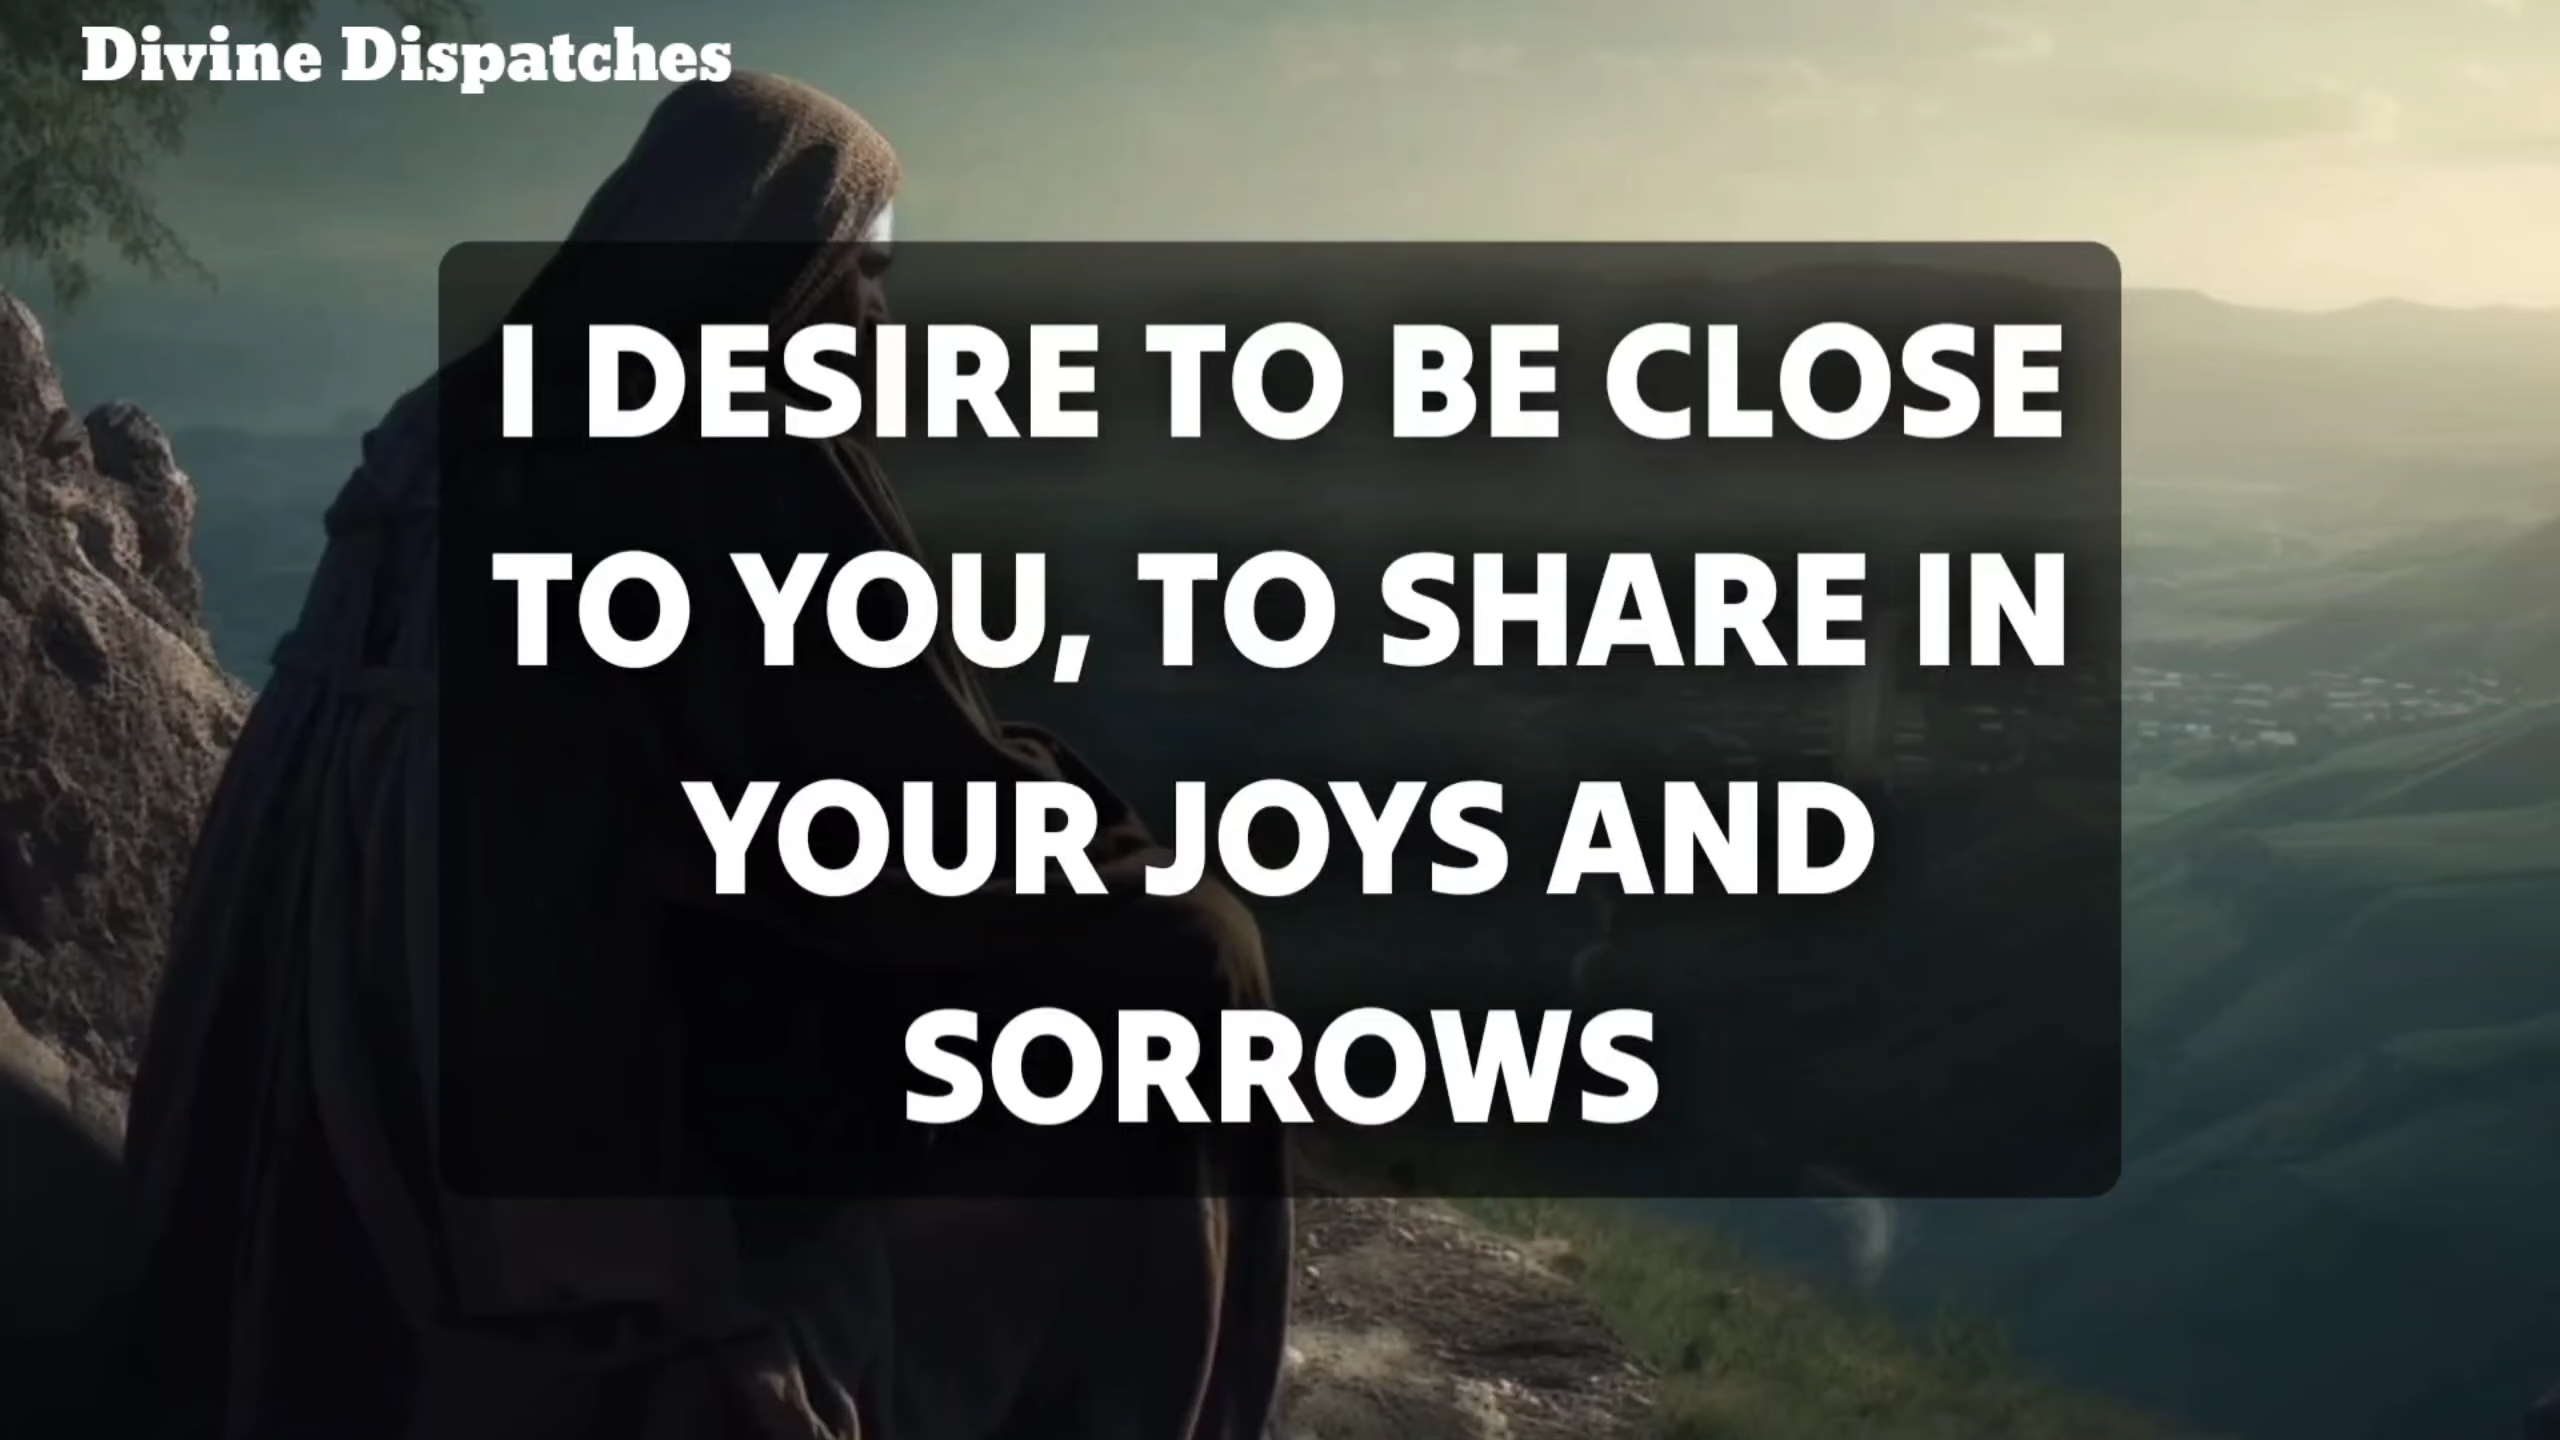 Divine Dispatches
I DESIRE TO BE CLOSE
TO YOU, TO SHARE IN
YOUR JOYS AND
SORROWS